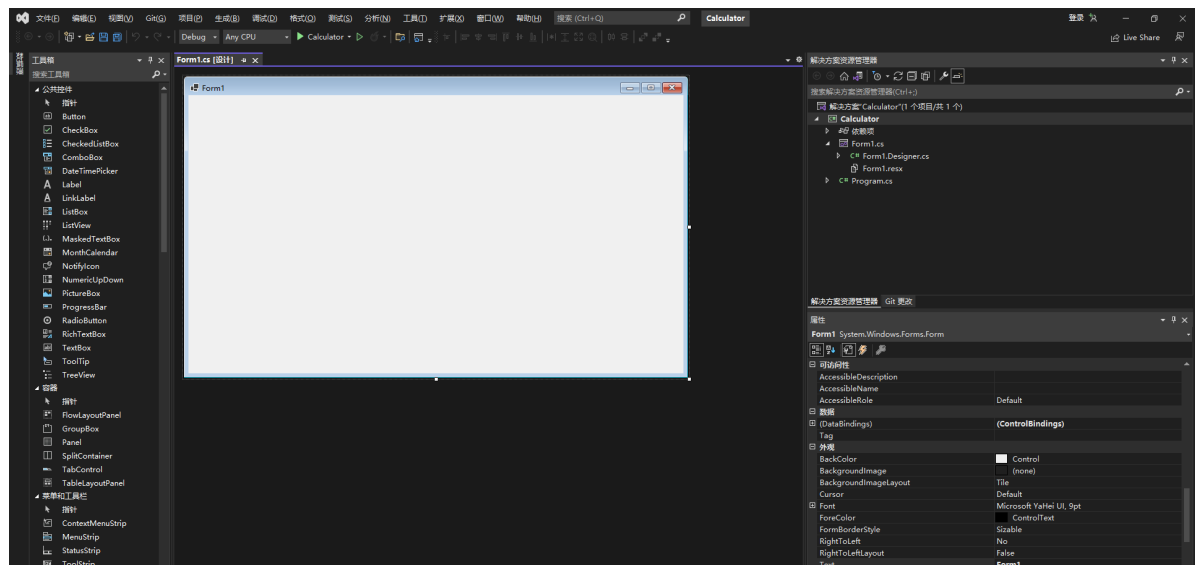 文件(F) 编辑(E) 视图(V) Git(G) 项目(P) 生成(B) 调试(D) 格式(O) 测试(S) 分析(N) 工具(T) 扩展(X) 窗口(W) 帮助(H) 搜索 (Ctrl+Q) Calculator 登录
Debug Any CPU Calculator Live Share
工具箱
搜索工具箱
公共控件
指针
Button
CheckBox
CheckedListBox
ComboBox
DateTimePicker
Label
LinkLabel
ListBox
ListView
MaskedTextBox
MonthCalendar
NotifyIcon
NumericUpDown
PictureBox
ProgressBar
RadioButton
RichTextBox
TextBox
ToolTip
TreeView
容器
指针
FlowLayoutPanel
GroupBox
Panel
SplitContainer
TabControl
TableLayoutPanel
菜单和工具栏
指针
ContextMenuStrip
MenuStrip
StatusStrip
ToolStrip
Form1.cs [设计]
Form1
解决方案资源管理器
搜索解决方案资源管理器(Ctrl+;)
解决方案"Calculator"(1 个项目/共 1 个)
Calculator
依赖项
Form1.cs
C# Form1.Designer.cs
Form1.resx
C# Program.cs
解决方案资源管理器 Git 更改
属性
Form1 System.Windows.Forms.Form
可访问性
AccessibleDescription
AccessibleName
AccessibleRole Default
数据
(DataBindings) (ControlBindings)
Tag
外观
BackColor Control
BackgroundImage (none)
BackgroundImageLayout Tile
Cursor Default
Font Microsoft YaHei UI, 9pt
ForeColor ControlText
FormBorderStyle Sizable
RightToLeft No
RightToLeftLayout False
Text Form1